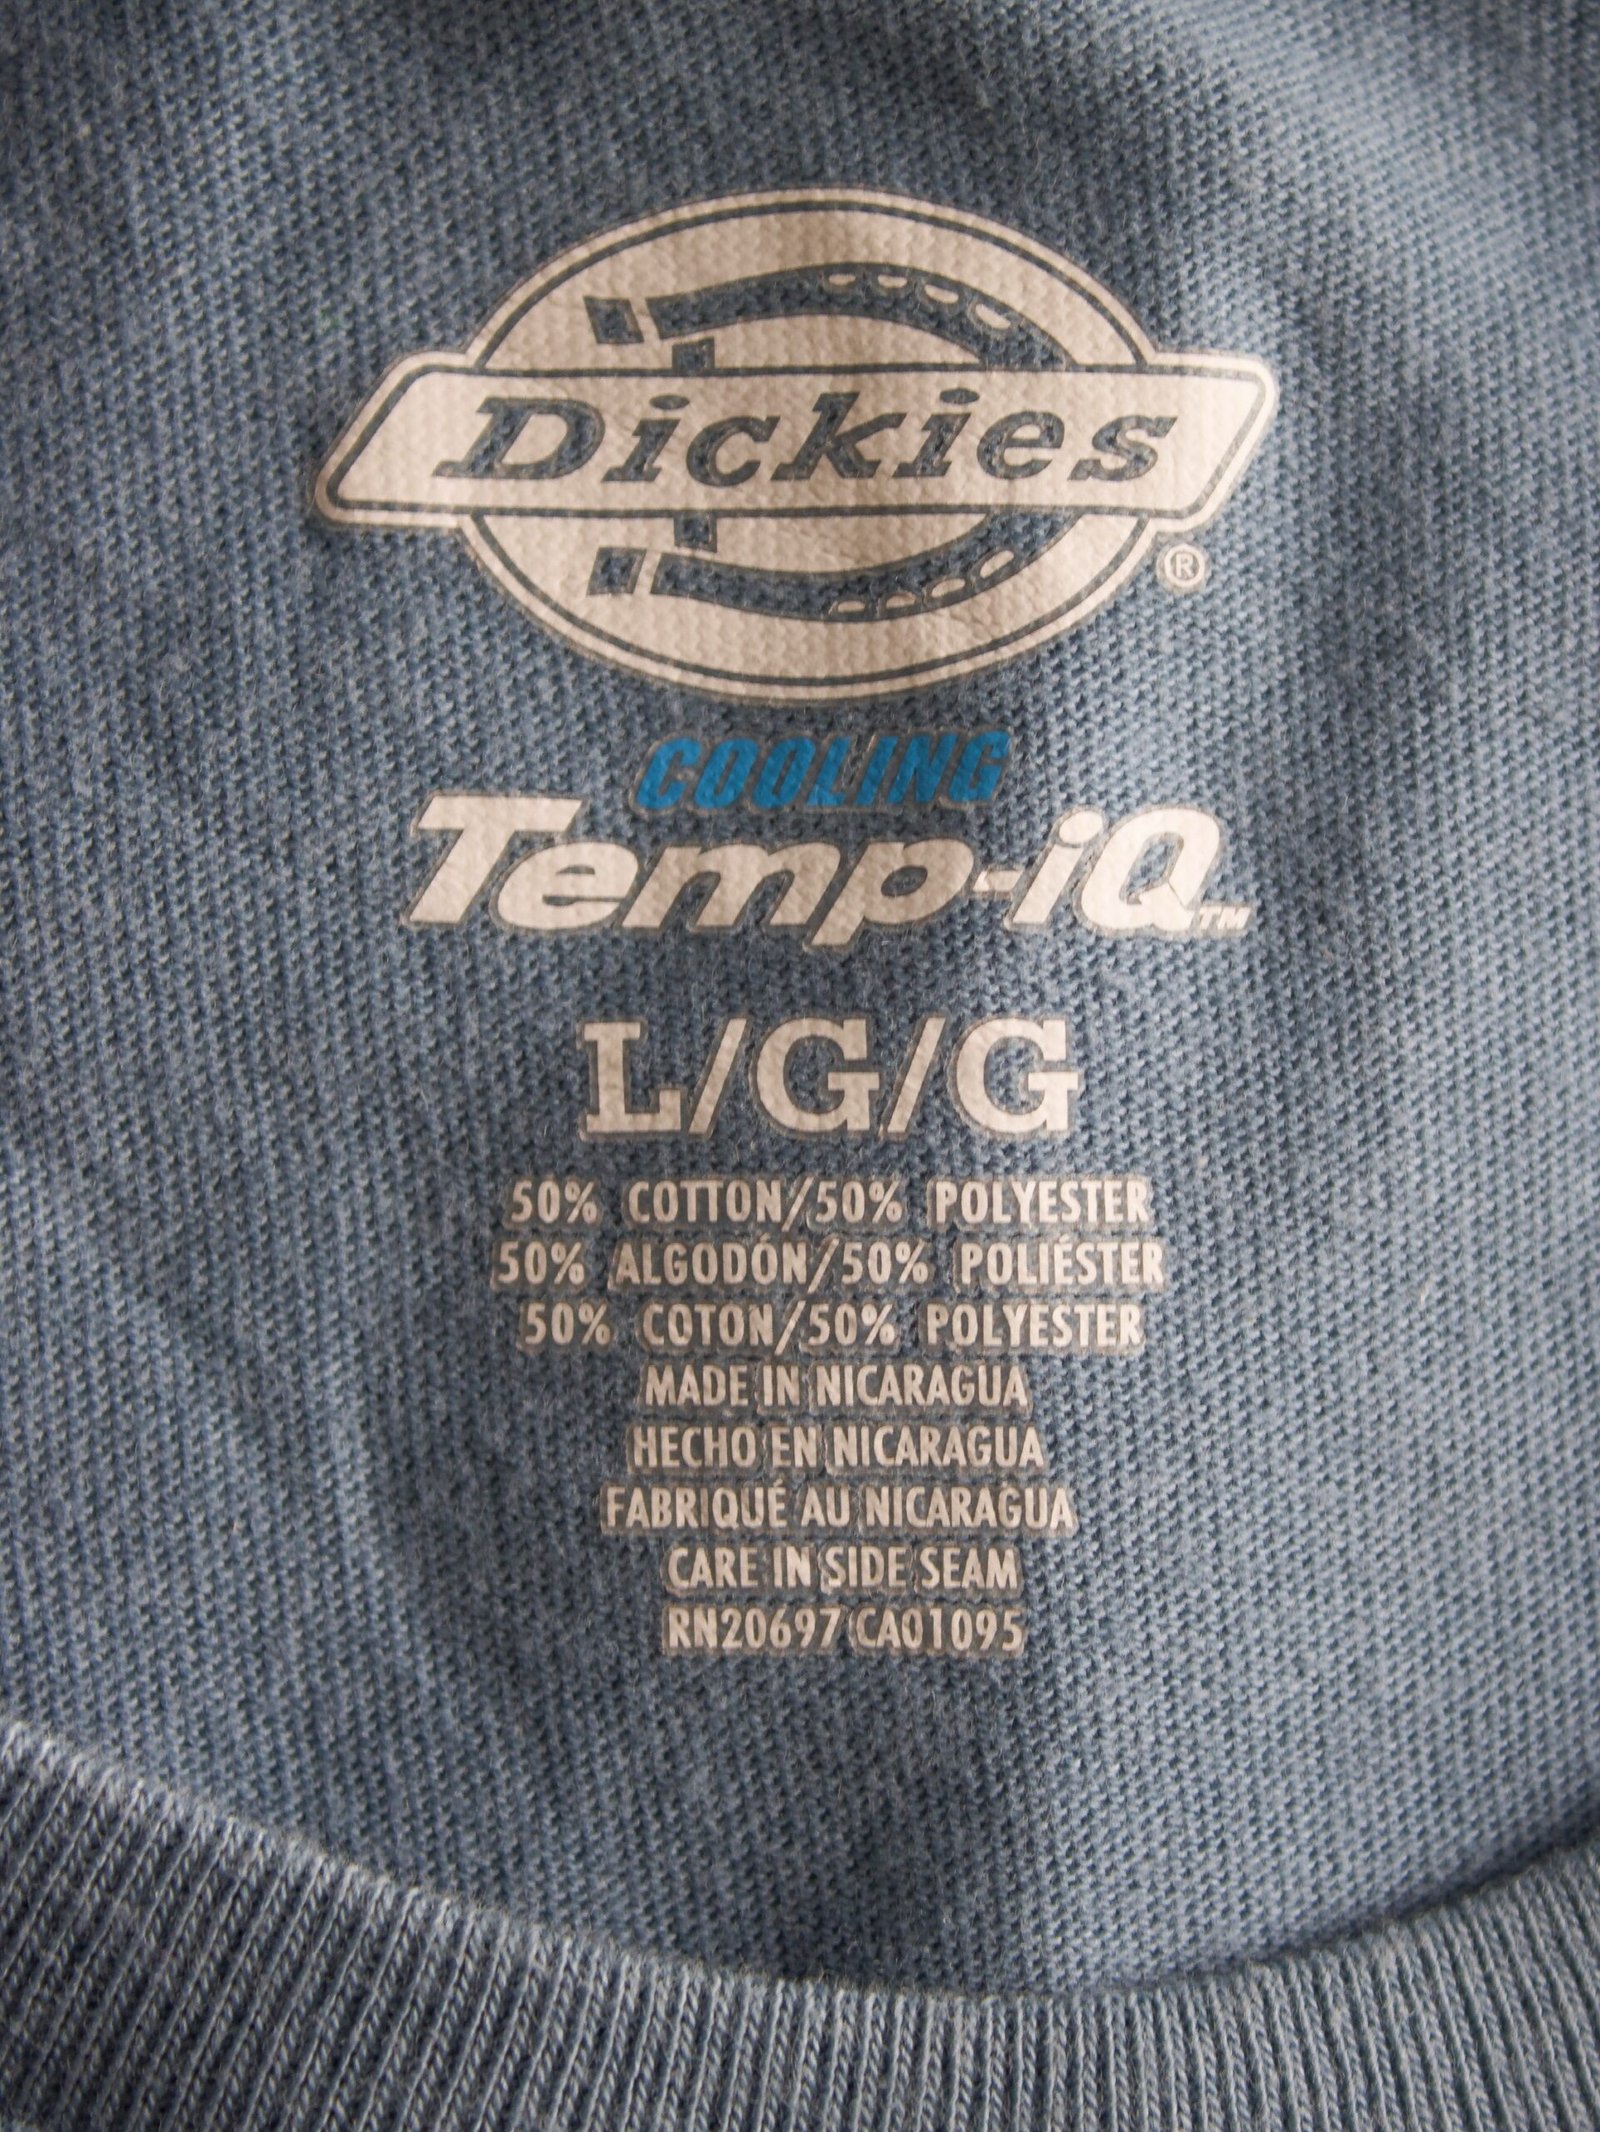 Dickies®
COOLING
Temp-iQ™
L/G/G
50% COTTON/50% POLYESTER
50% ALGODÓN/50% POLIÉSTER
50% COTON/50% POLYESTER
MADE IN NICARAGUA
HECHO EN NICARAGUA
FABRIQUÉ AU NICARAGUA
CARE IN SIDE SEAM
RN20697 CA01095